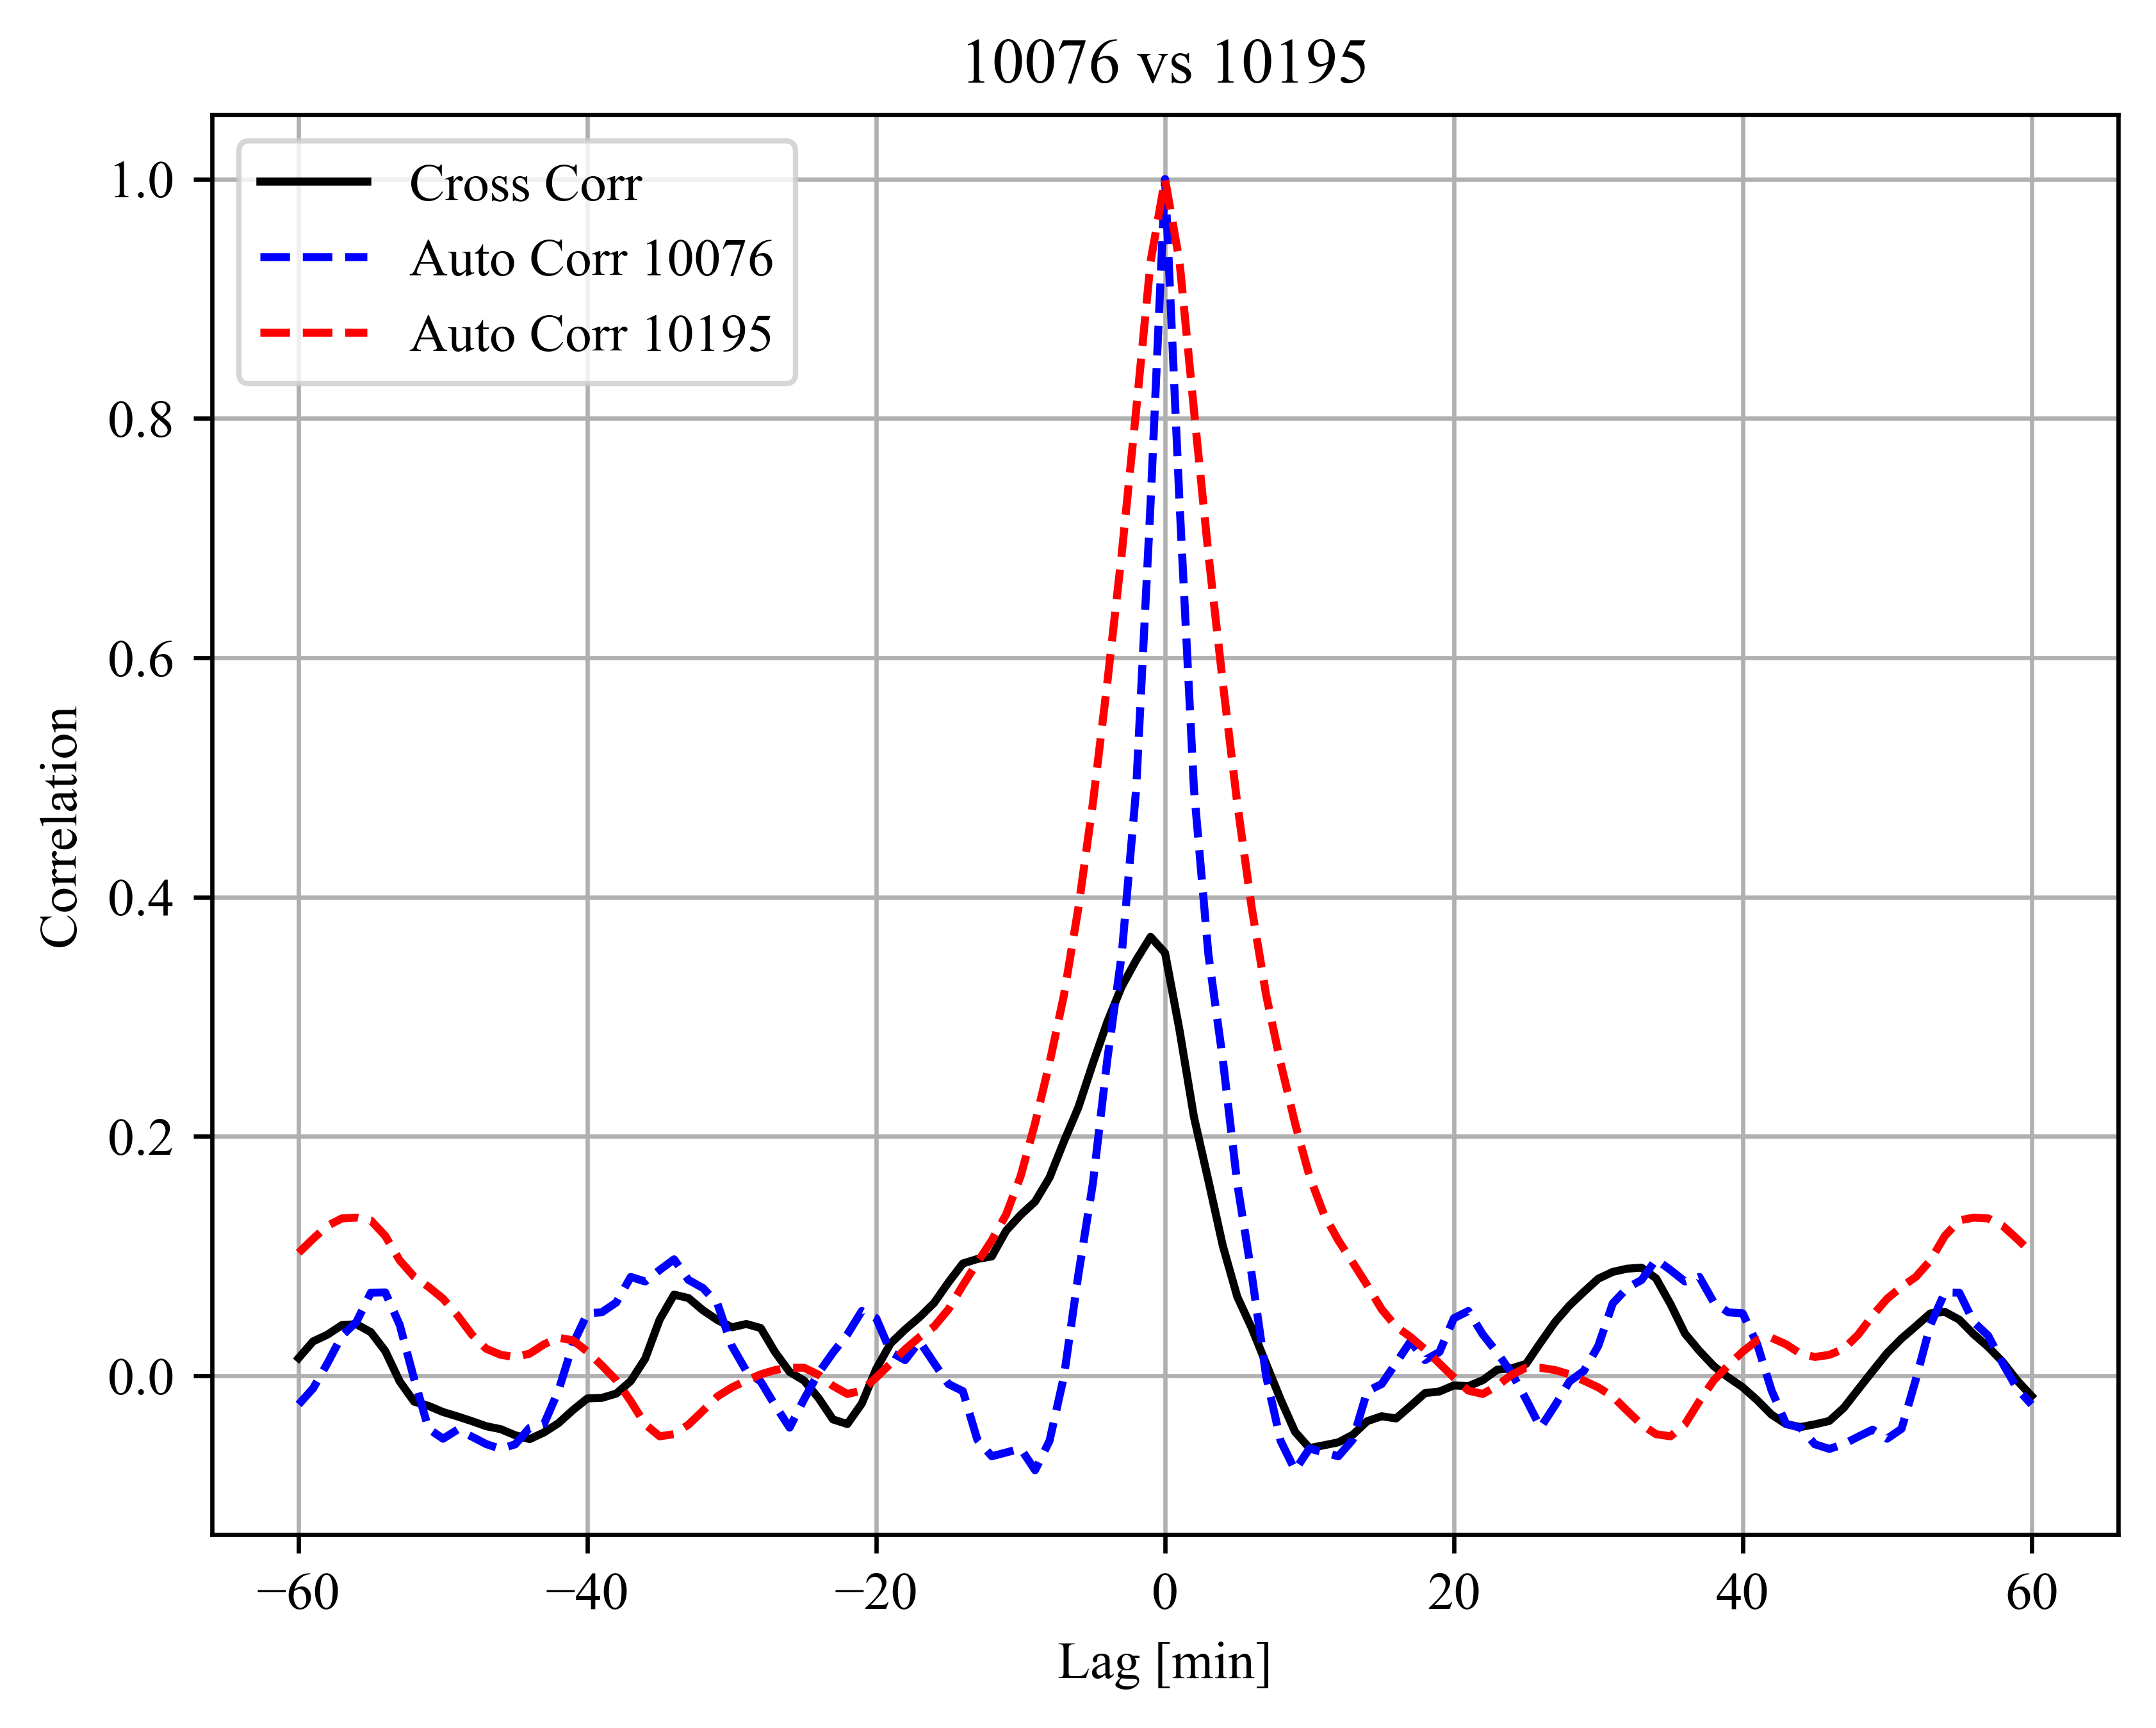 10076 vs 10195
Cross Corr
Auto Corr 10076
Auto Corr 10195
1.0
0.8
0.6
0.4
0.2
0.0
Correlation
−60 −40 −20 0 20 40 60
Lag [min]